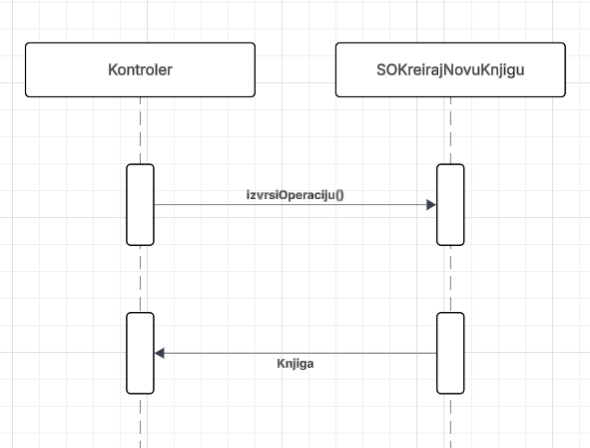 Kontroler
SOKreirajNovuKnjigu
izvrsiOperaciju()
Knjiga